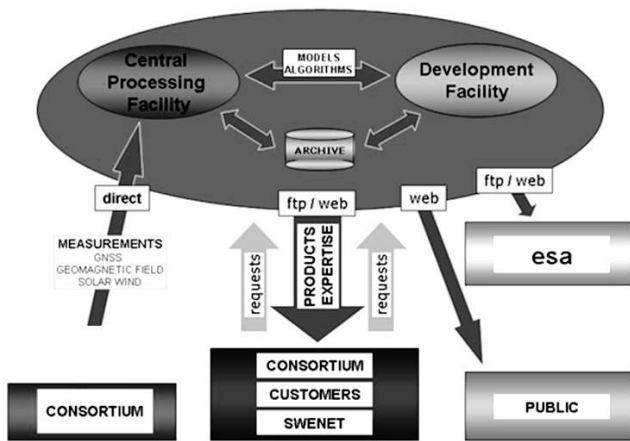 Central
Processing
Facility
MODELS
ALGORITHMS
Development
Facility
ARCHIVE
direct
ftp / web
web
ftp / web
MEASUREMENTS
GNSS
GEOMAGNETIC FIELD
SOLAR WIND
requests
PRODUCTS
EXPERTISE
requests
esa
CONSORTIUM
CONSORTIUM
CUSTOMERS
SWENET
PUBLIC